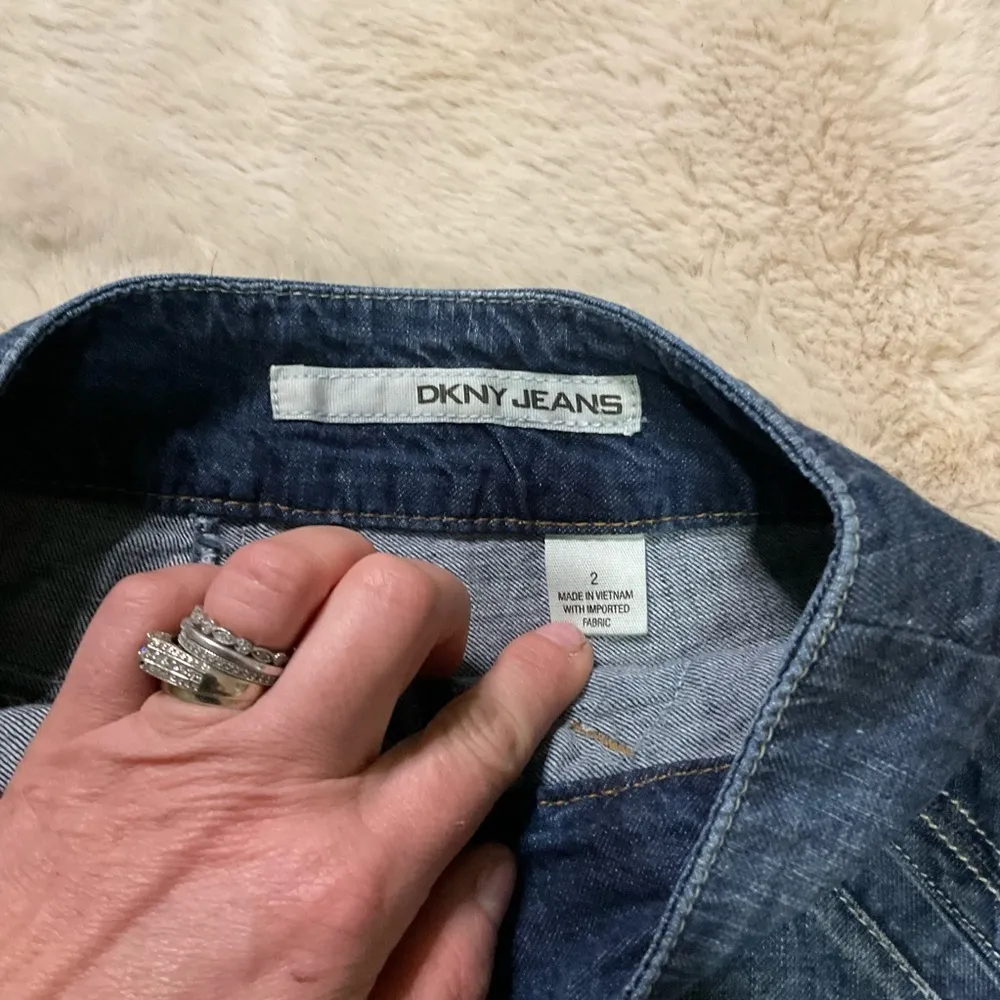 DKNY JEANS
2
MADE IN VIETNAM
WITH IMPORTED
FABRIC